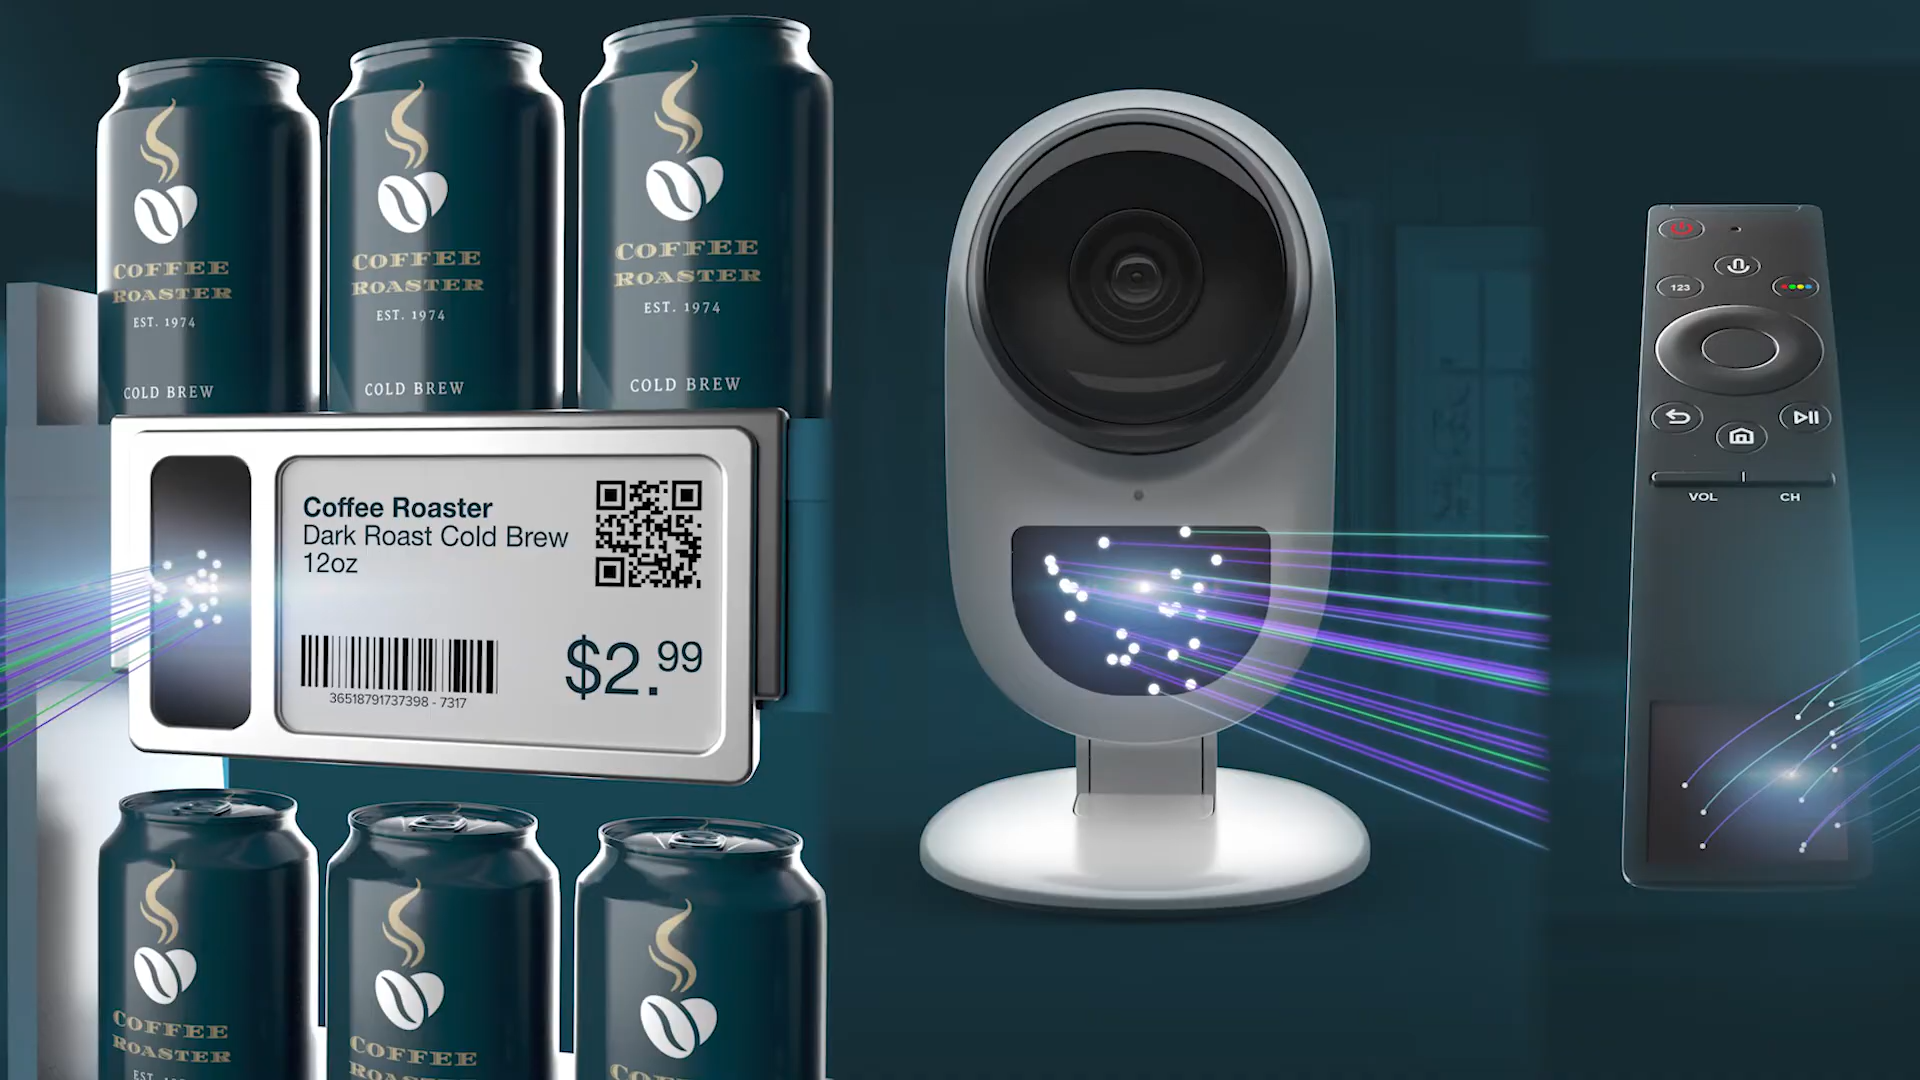 COFFEE
ROASTER
EST. 1974
COLD BREW
COFFEE
ROASTER
EST. 1974
COLD BREW
COFFEE
ROASTER
EST. 1974
COLD BREW
Coffee Roaster
Dark Roast Cold Brew
12oz
$2.99
36518791737398 - 7317
123
VOL
CH
COFFEE
ROASTER
EST.
COFFEE